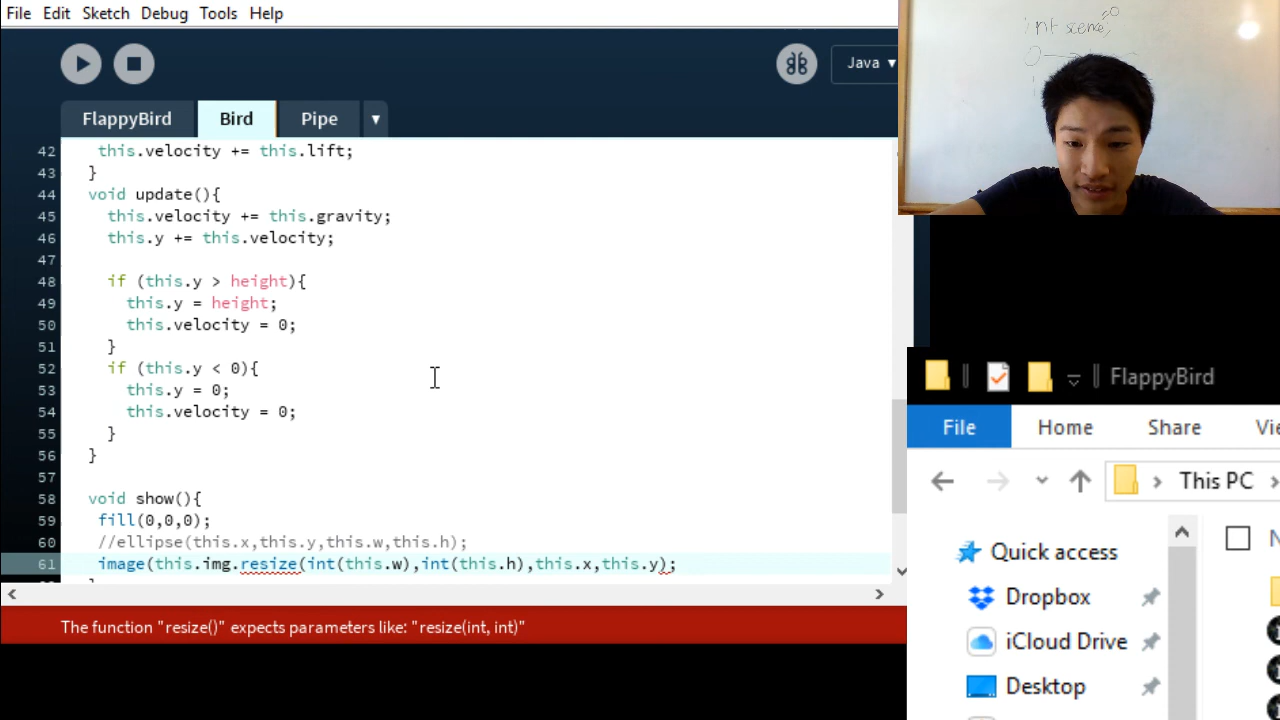 File Edit Sketch Debug Tools Help
int scene;
Java ▾
FlappyBird Bird Pipe ▾
42 this.velocity += this.lift;
43 }
44 void update(){
45 this.velocity += this.gravity;
46 this.y += this.velocity;
47
48 if (this.y > height){
49 this.y = height;
50 this.velocity = 0;
51 }
52 if (this.y < 0){
53 this.y = 0;
54 this.velocity = 0;
55 }
56 }
57
58 void show(){
59 fill(0,0,0);
60 //ellipse(this.x,this.y,this.w,this.h);
61 image(this.img.resize(int(this.w),int(this.h),this.x,this.y);
The function "resize()" expects parameters like: "resize(int, int)"
FlappyBird
File Home Share
This PC
Quick access
Dropbox
iCloud Drive
Desktop